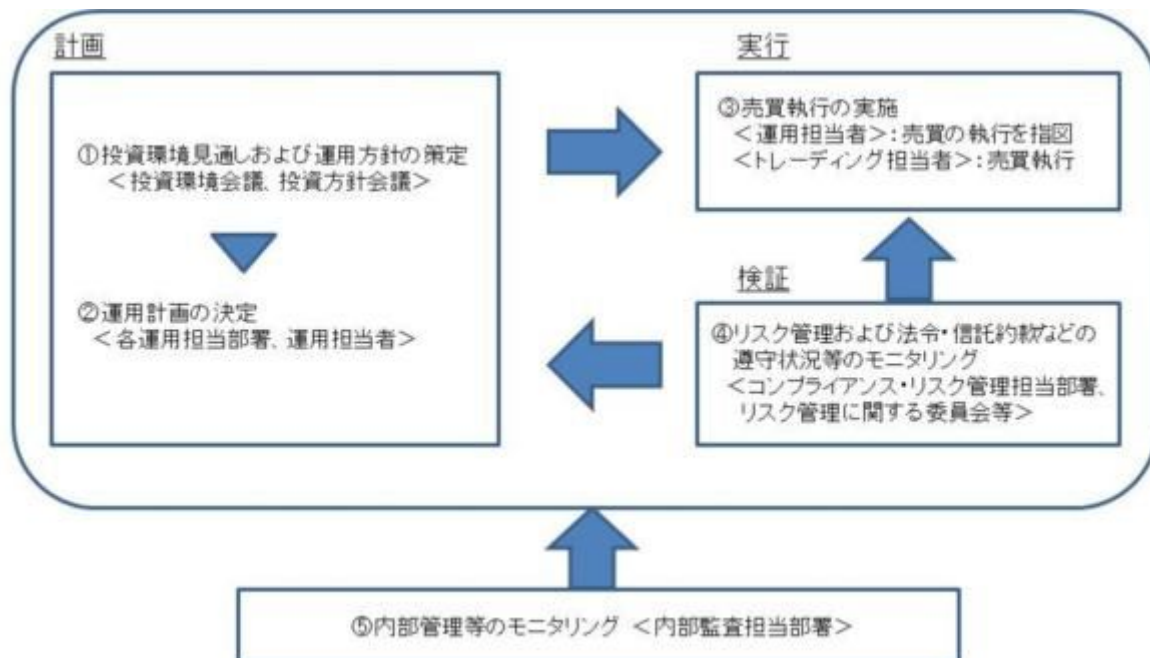 計画
①投資環境見通しおよび運用方針の策定
＜投資環境会議、投資方針会議＞
②運用計画の決定
＜各運用担当部署、運用担当者＞
実行
③売買執行の実施
＜運用担当者＞：売買の執行を指図
＜トレーディング担当者＞：売買執行
検証
④リスク管理および法令・信託約款などの
遵守状況等のモニタリング
＜コンプライアンス・リスク管理担当部署、
リスク管理に関する委員会等＞
⑤内部管理等のモニタリング ＜内部監査担当部署＞